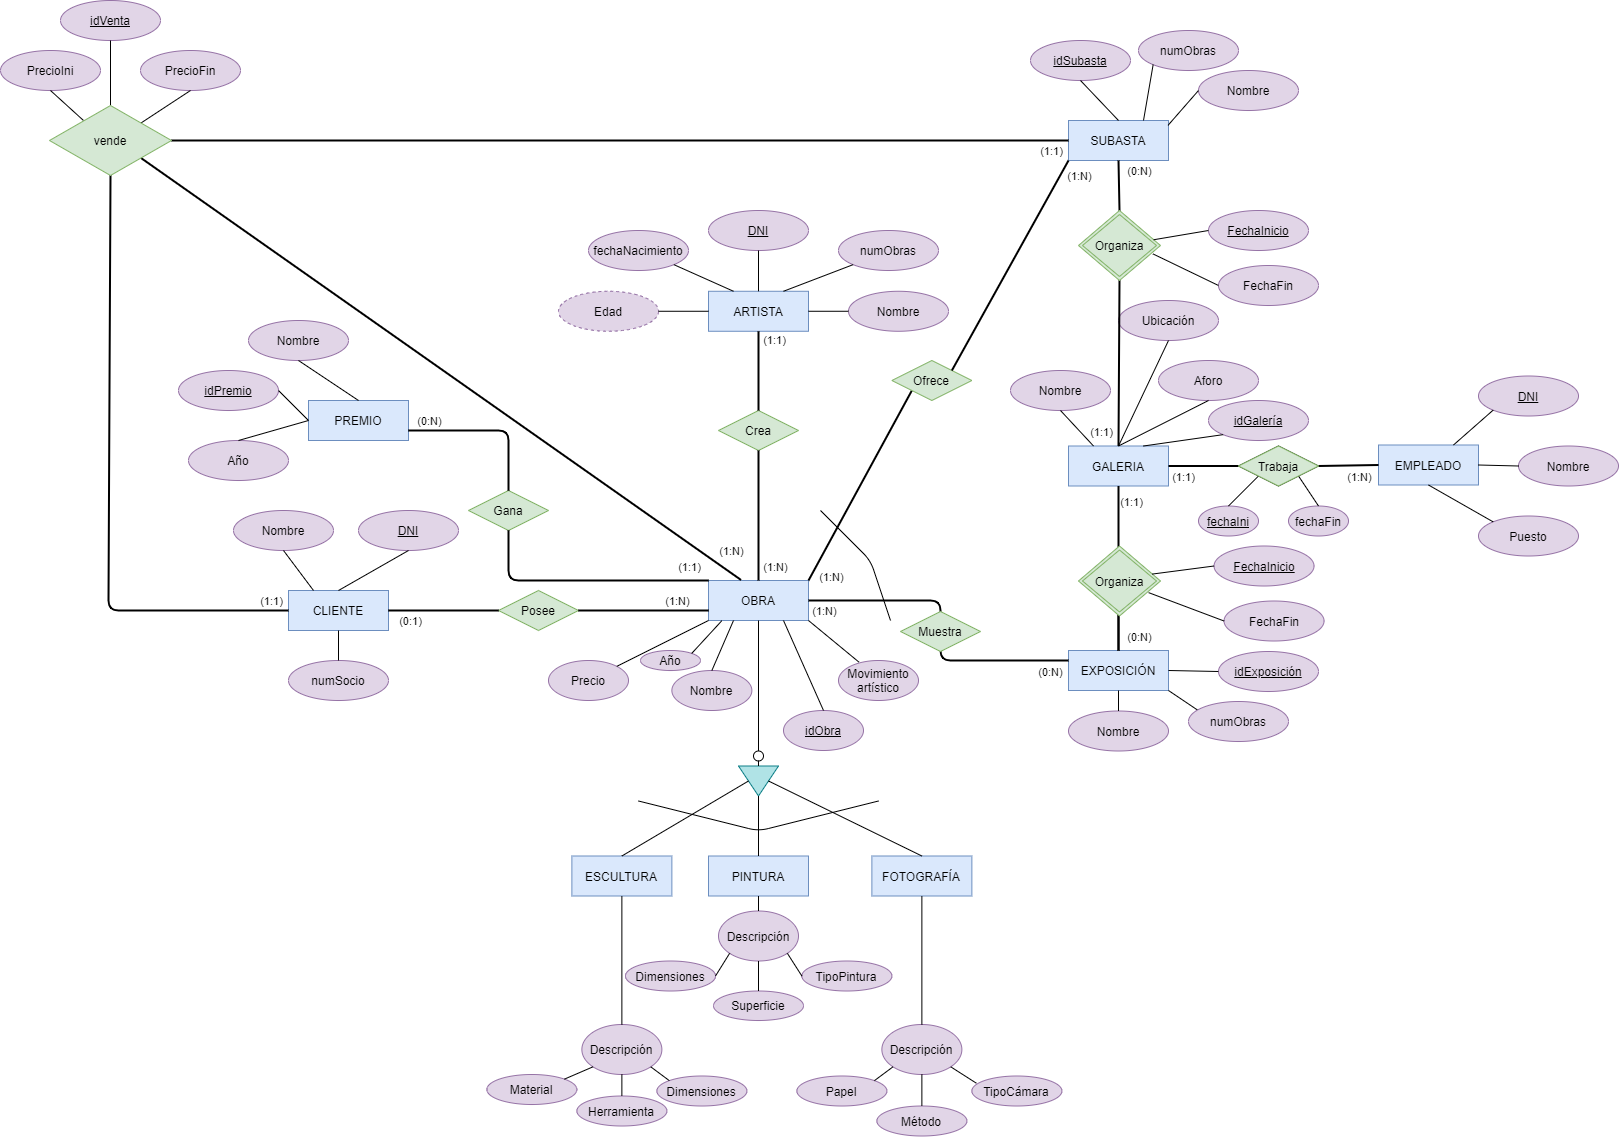 idVenta
PrecioIni
PrecioFin
vende
idSubasta
numObras
Nombre
SUBASTA
(1:1)
(1:N)
(0:N)
Organiza
FechaInicio
FechaFin
fechaNacimiento
DNI
numObras
Edad
ARTISTA
Nombre
(1:1)
Crea
Ofrece
Nombre
idPremio
PREMIO
Año
(0:N)
Gana
Ubicación
Nombre
Aforo
idGalería
(1:1)
GALERIA
(1:1)
(1:1)
Trabaja
fechaIni
fechaFin
(1:N)
EMPLEADO
DNI
Nombre
Puesto
Nombre
DNI
(1:1)
CLIENTE
(0:1)
numSocio
Posee
(1:N)
(1:1)
(1:N)
(1:N)
(1:N)
(1:N)
OBRA
Muestra
Organiza
FechaInicio
FechaFin
(0:N)
(0:N)
EXPOSICIÓN
idExposición
numObras
Nombre
Precio
Año
Nombre
idObra
Movimiento
artístico
ESCULTURA
PINTURA
FOTOGRAFÍA
Descripción
Dimensiones
Superficie
TipoPintura
Descripción
Material
Herramienta
Dimensiones
Descripción
Papel
Método
TipoCámara